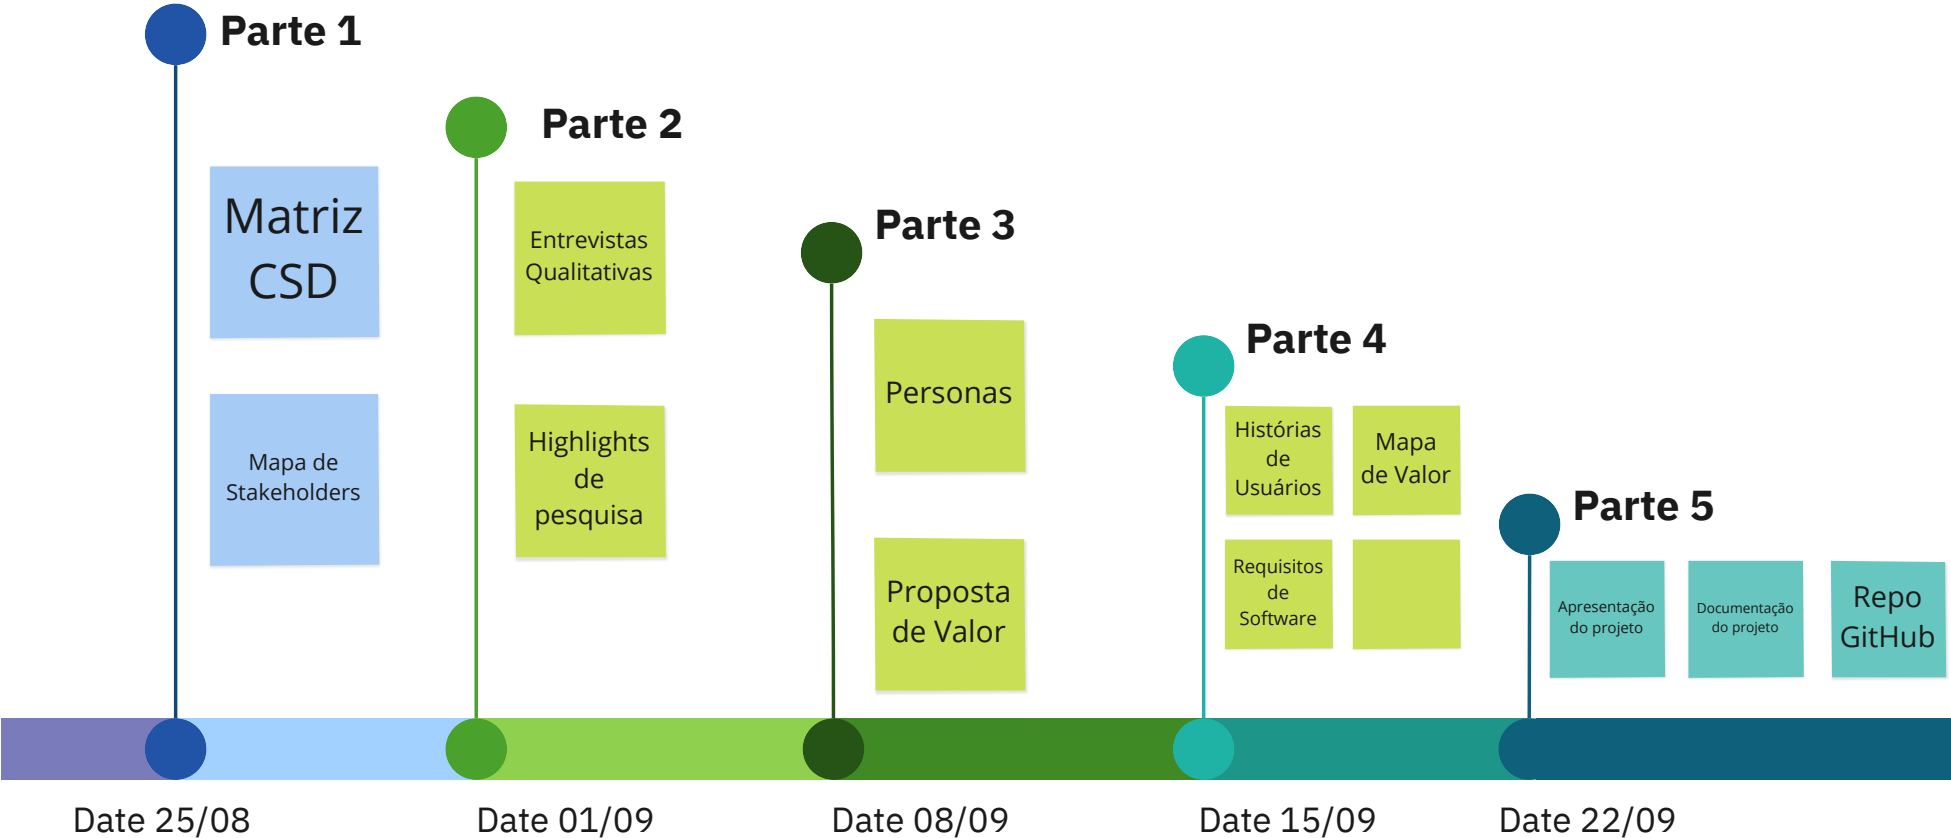 Parte 1
Matriz
CSD
Mapa de
Stakeholders
Parte 2
Entrevistas
Qualitativas
Highlights
de
pesquisa
Parte 3
Personas
Proposta
de Valor
Parte 4
Histórias
de
Usuários
Mapa
de Valor
Requisitos
de
Software
Parte 5
Apresentação
do projeto
Documentação
do projeto
Repo
GitHub
Date 25/08
Date 01/09
Date 08/09
Date 15/09
Date 22/09